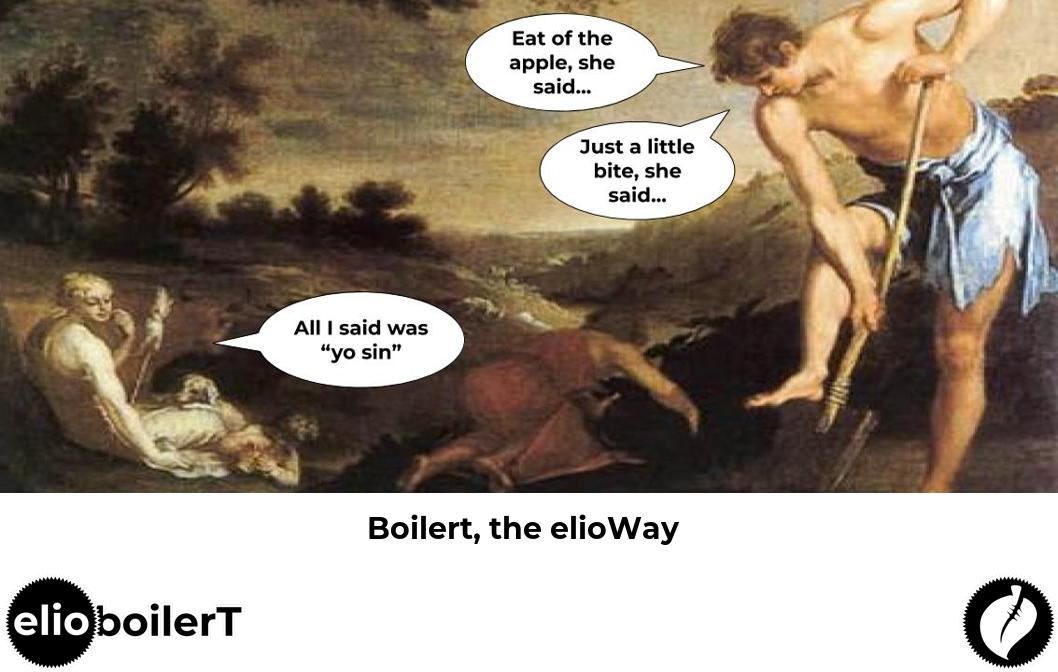 Eat of the
apple, she
said...
Just a little
bite, she
said...
All I said was
“yo sin”
Boilert, the elioWay
elioboilerT